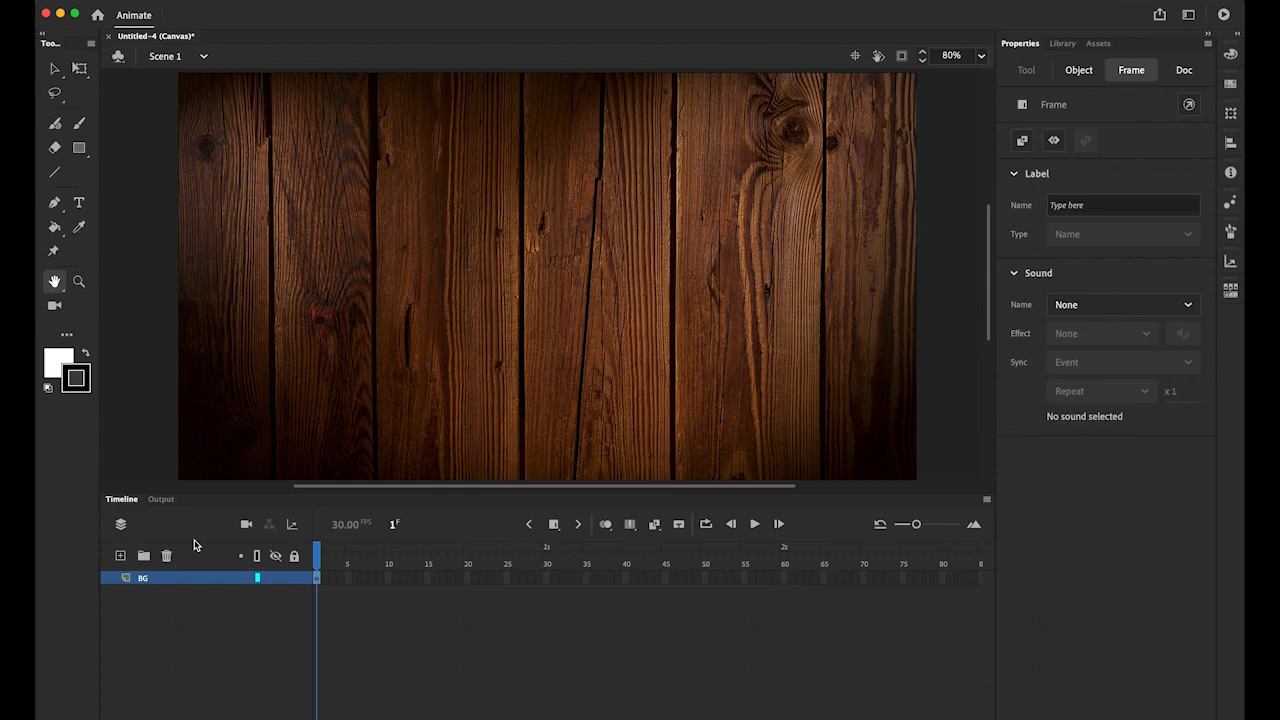 Animate
Untitled-4 (Canvas)*
Too...
Scene 1
80%
Properties
Library
Assets
Tool
Object
Frame
Doc
Frame
Label
Name
Type here
Type
Name
Sound
Name
None
Effect
None
Sync
Event
Repeat
x 1
No sound selected
Timeline
Output
30.00 FPS
1 F
1s
2s
5 10 15 20 25 30 35 40 45 50 55 60 65 70 75 80 8
BG